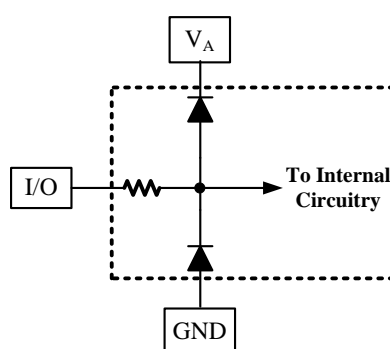 V_A
I/O
To Internal
Circuitry
GND